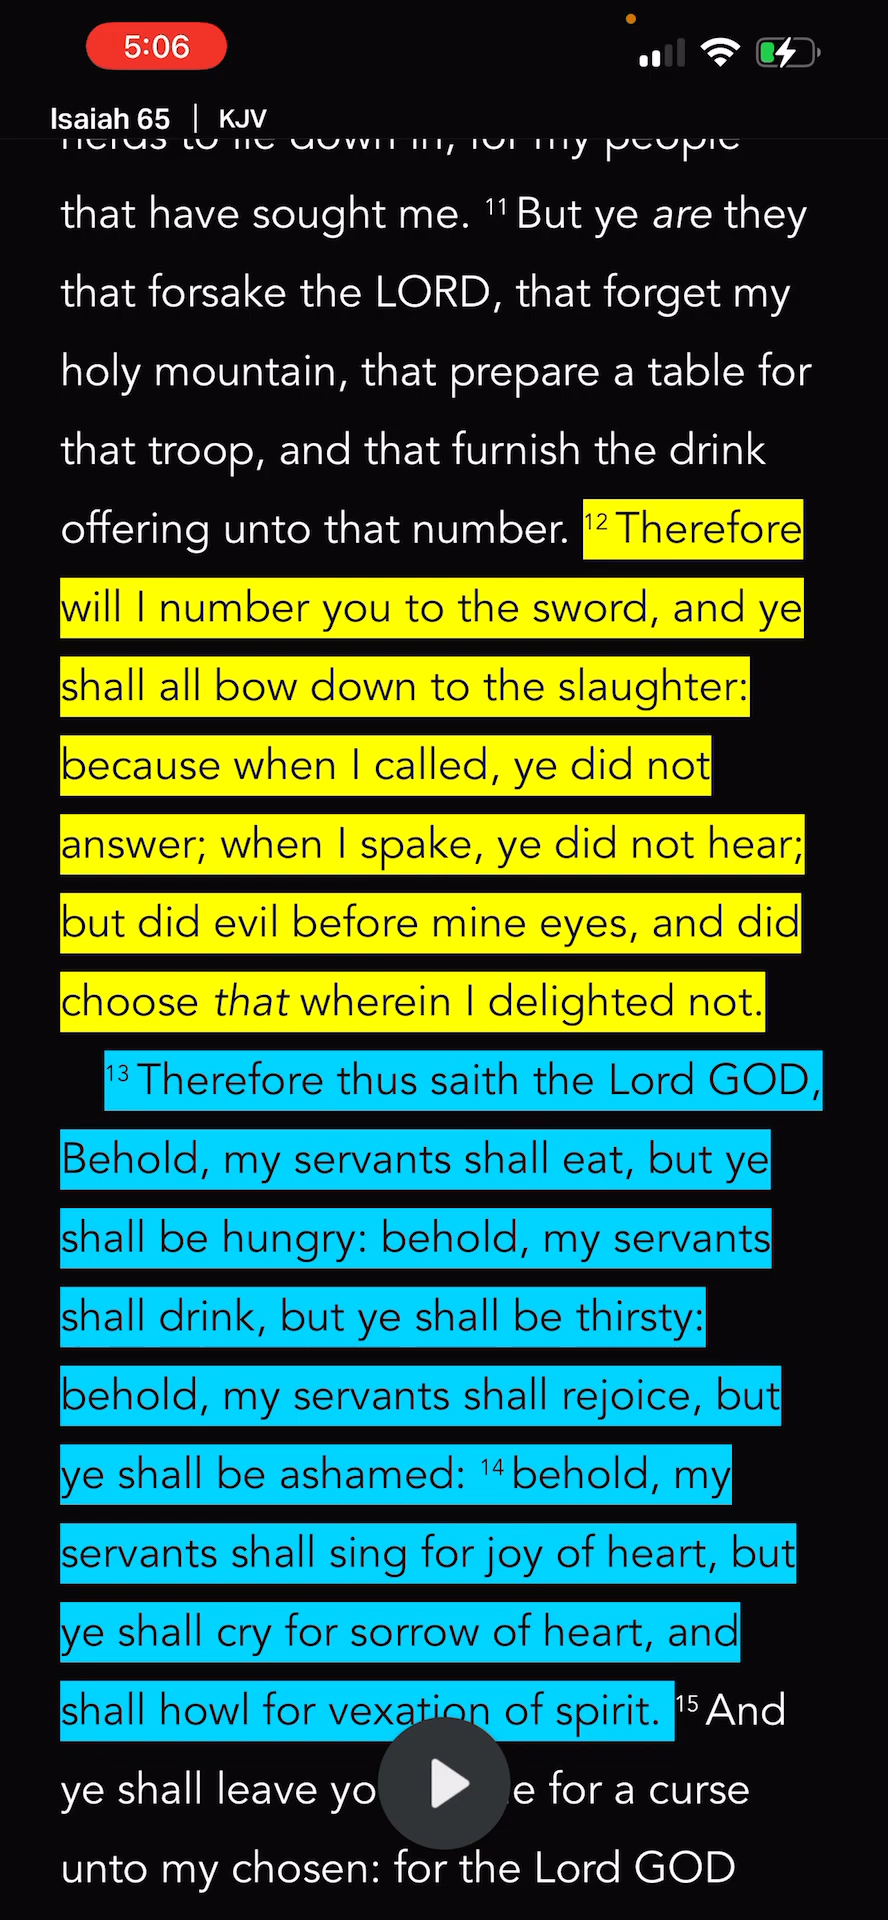 5:06
Isaiah 65 | KJV
herds to lie down in, for my people
that have sought me. 11 But ye are they
that forsake the LORD, that forget my
holy mountain, that prepare a table for
that troop, and that furnish the drink
offering unto that number. 12 Therefore
will I number you to the sword, and ye
shall all bow down to the slaughter:
because when I called, ye did not
answer; when I spake, ye did not hear;
but did evil before mine eyes, and did
choose that wherein I delighted not.
13 Therefore thus saith the Lord GOD,
Behold, my servants shall eat, but ye
shall be hungry: behold, my servants
shall drink, but ye shall be thirsty:
behold, my servants shall rejoice, but
ye shall be ashamed: 14 behold, my
servants shall sing for joy of heart, but
ye shall cry for sorrow of heart, and
shall howl for vexation of spirit. 15 And
ye shall leave for a curse
unto my chosen: for the Lord GOD